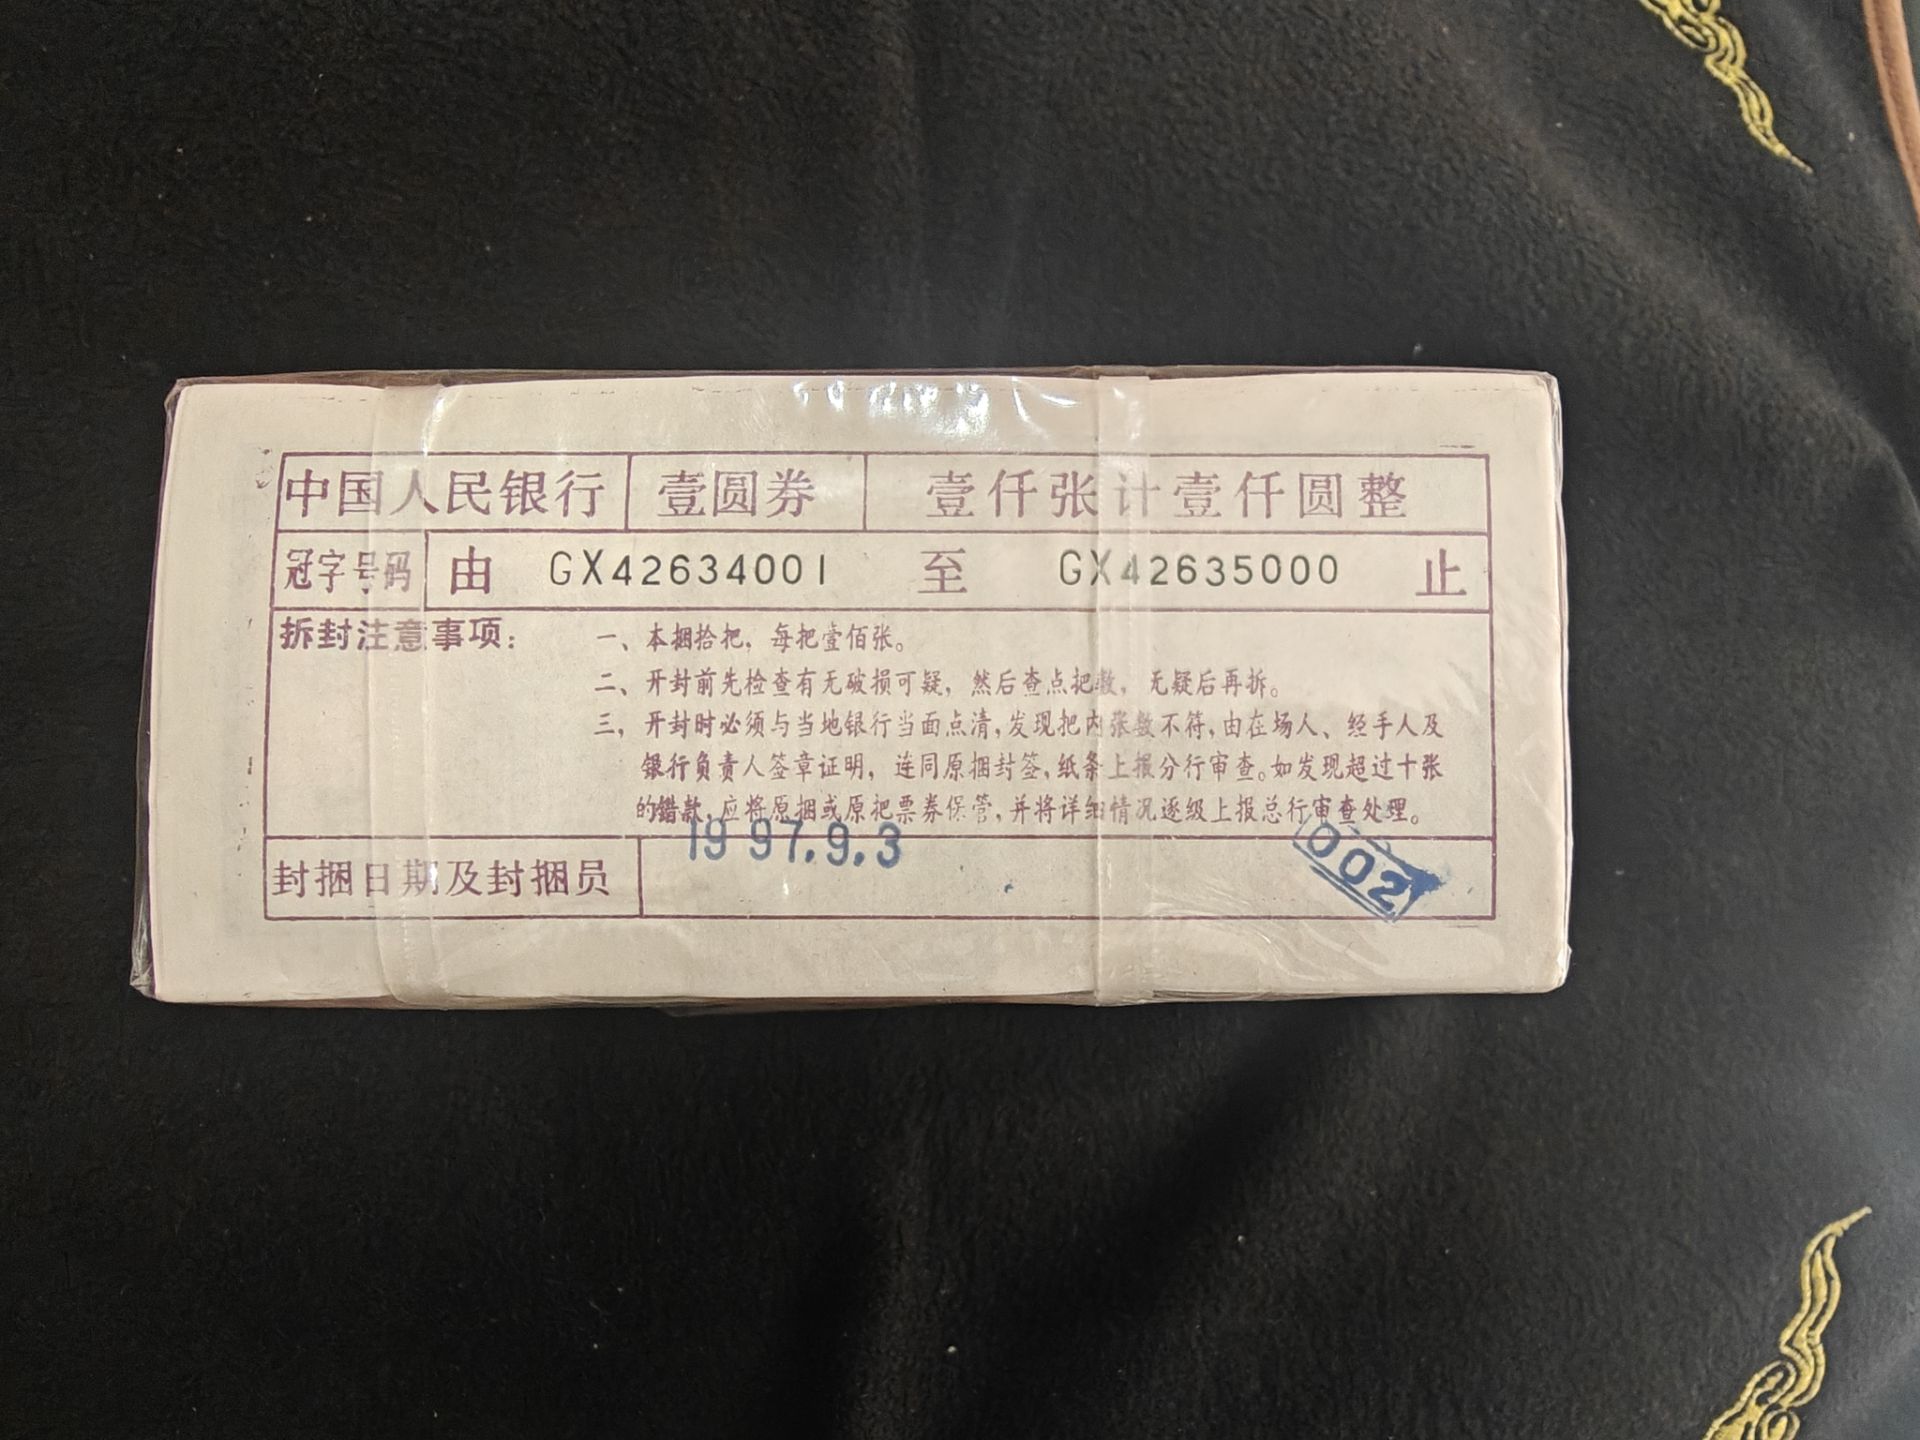 中国人民银行 壹圆券 壹仟张计壹仟圆整
冠字号码 由 GX42634001 至 GX42635000 止
拆封注意事项： 一、本捆拾把，每把壹佰张。
二、开封前先检查有无破损可疑，然后查点把数，无疑后再拆。
三、开封时必须与当地银行当面点清，发现把内张数不符，由在场人、经手人及
银行负责人签章证明，连同原捆封签，纸条上报分行审查。如发现超过十张
的错款，应将原捆或原把票券保管，并将详细情况逐级上报总行审查处理。
封捆日期及封捆员 1997.9.3 002